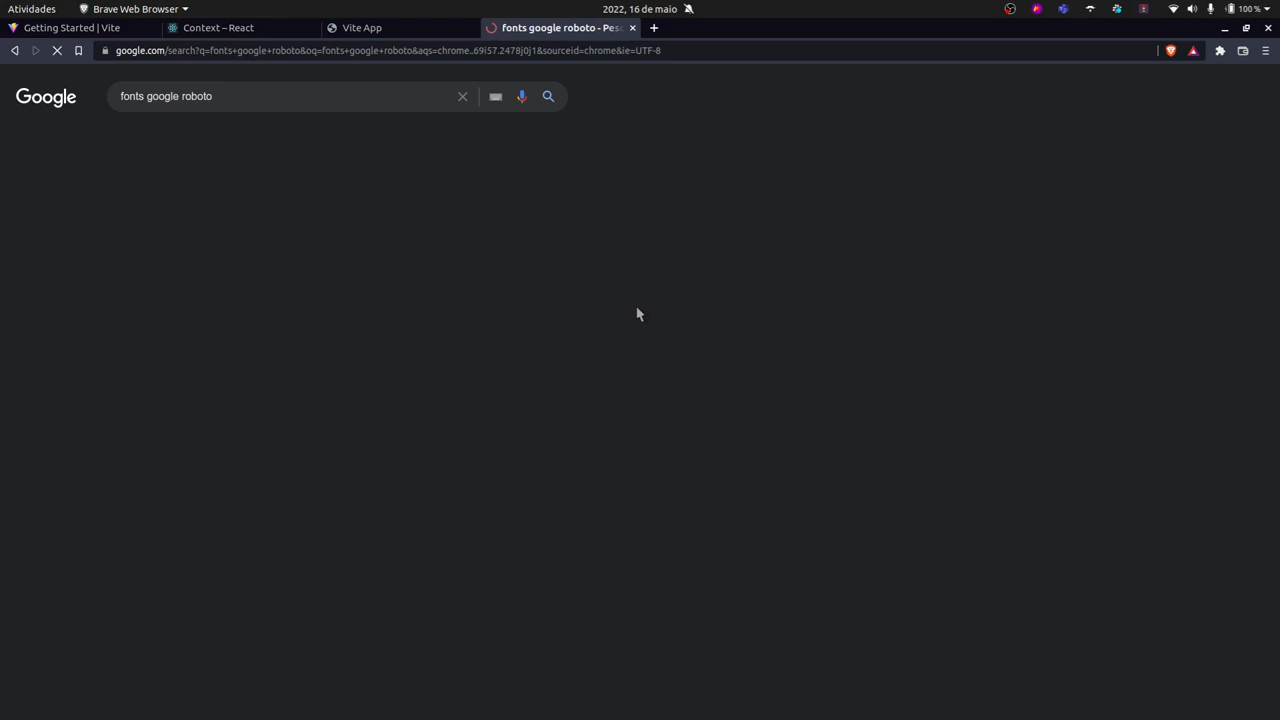 Atividades Brave Web Browser 2022, 16 de maio 100 %
Getting Started | Vite Context – React Vite App fonts google roboto - Pesc
google.com/search?q=fonts+google+roboto&oq=fonts+google+roboto&aqs=chrome..69i57.2478j0j1&sourceid=chrome&ie=UTF-8
Google fonts google roboto